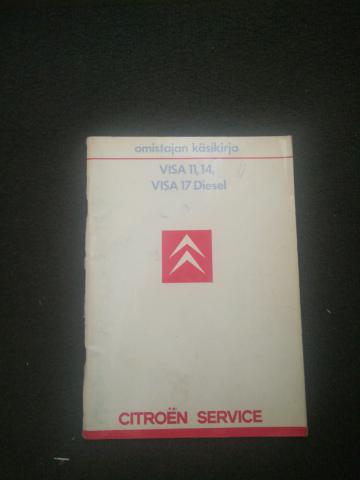 omistajan käsikirja
VISA 11, 14,
VISA 17 Diesel
CITROËN SERVICE